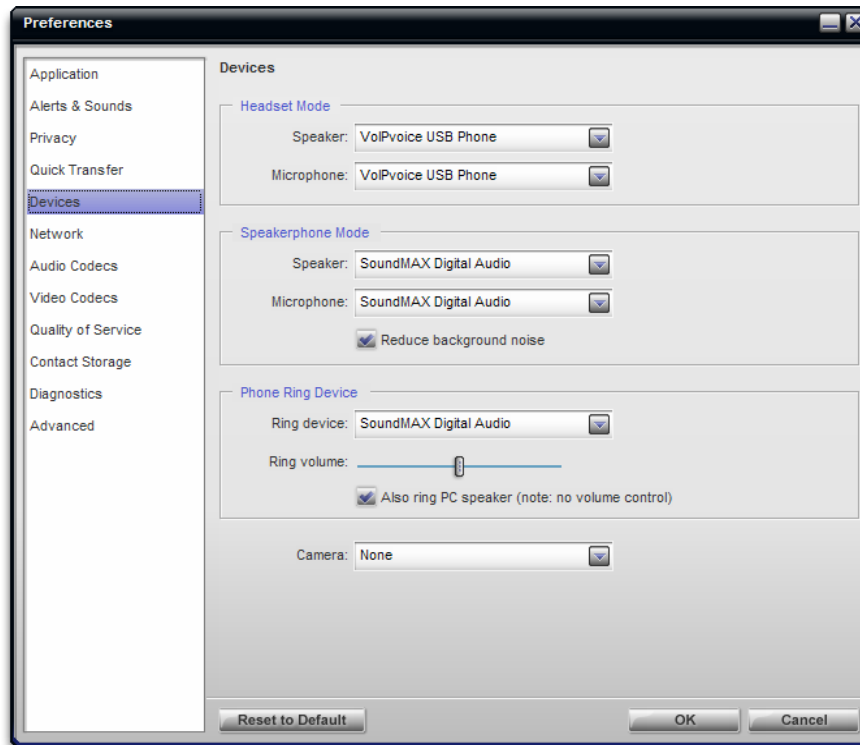 Preferences
Application
Alerts & Sounds
Privacy
Quick Transfer
Devices
Network
Audio Codecs
Video Codecs
Quality of Service
Contact Storage
Diagnostics
Advanced
Devices
Headset Mode
Speaker: VoIPvoice USB Phone
Microphone: VoIPvoice USB Phone
Speakerphone Mode
Speaker: SoundMAX Digital Audio
Microphone: SoundMAX Digital Audio
Reduce background noise
Phone Ring Device
Ring device: SoundMAX Digital Audio
Ring volume:
Also ring PC speaker (note: no volume control)
Camera: None
Reset to Default OK Cancel